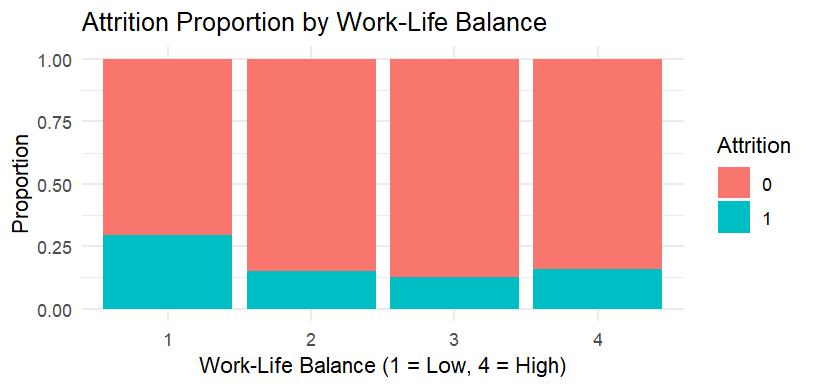 Attrition Proportion by Work-Life Balance
1.00
0.75
0.50
0.25
0.00
Proportion
1 2 3 4
Work-Life Balance (1 = Low, 4 = High)
Attrition
0
1